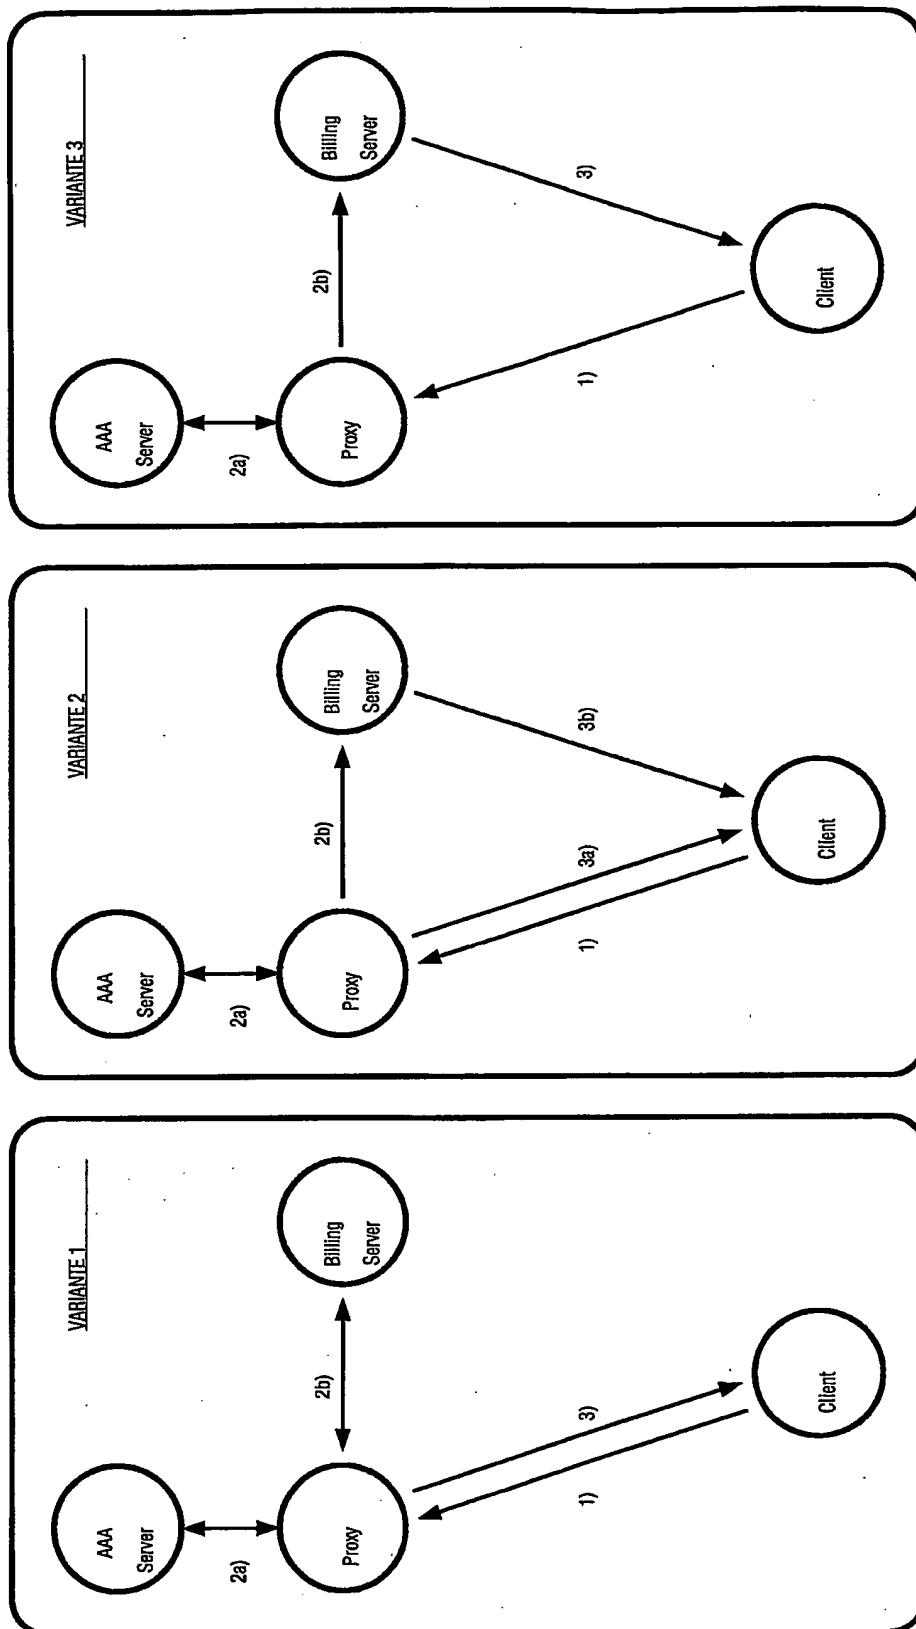 VARIANTE 1
AAA
Server
2a)
Proxy
2b)
Billing
Server
1)
3)
Client
VARIANTE 2
AAA
Server
2a)
Proxy
2b)
Billing
Server
1)
3a)
3b)
Client
VARIANTE 3
AAA
Server
2a)
Proxy
2b)
Billing
Server
1)
3)
Client